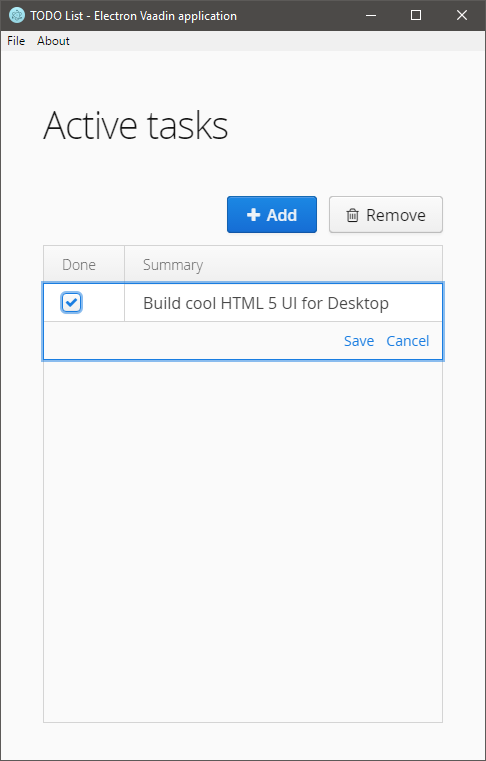 TODO List - Electron Vaadin application
File About
Active tasks
Add Remove
Done Summary
Build cool HTML 5 UI for Desktop
Save Cancel